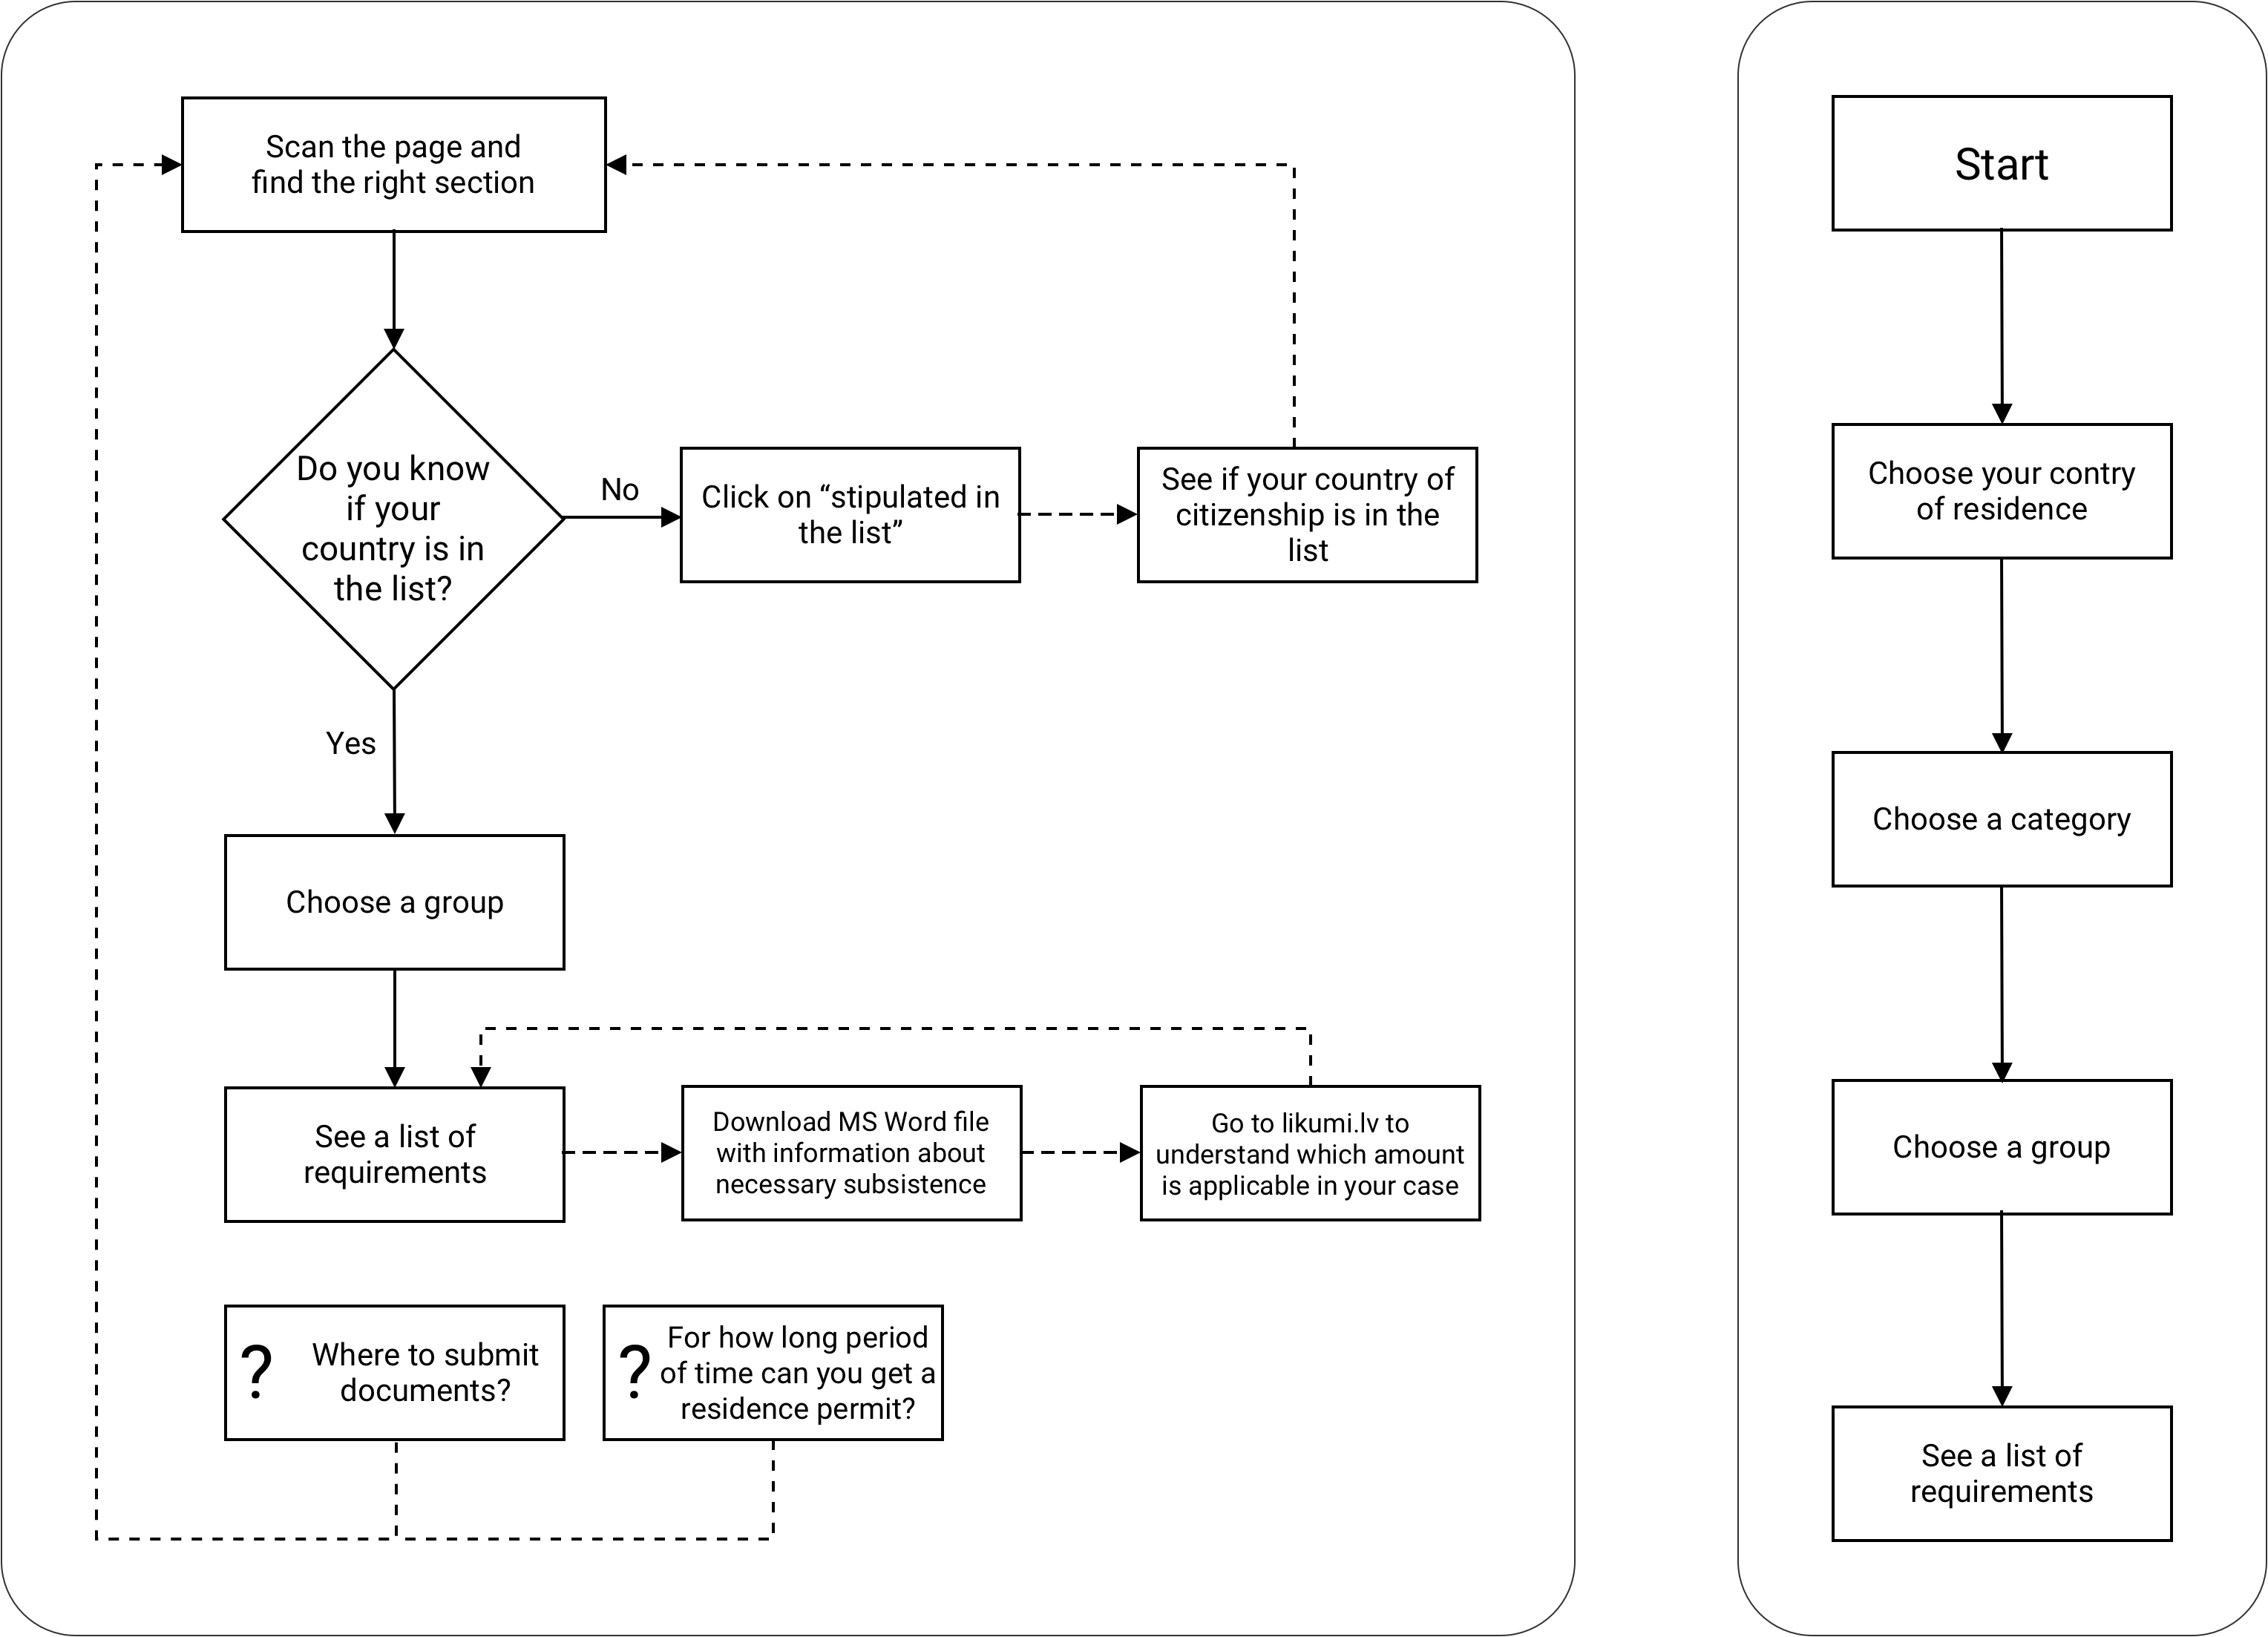 Scan the page and
find the right section
Do you know
if your
country is in
the list?
No
Click on “stipulated in
the list”
See if your country of
citizenship is in the
list
Yes
Choose a group
See a list of
requirements
Download MS Word file
with information about
necessary subsistence
Go to likumi.lv to
understand which amount
is applicable in your case
?
Where to submit
documents?
?
For how long period
of time can you get a
residence permit?
Start
Choose your contry
of residence
Choose a category
Choose a group
See a list of
requirements